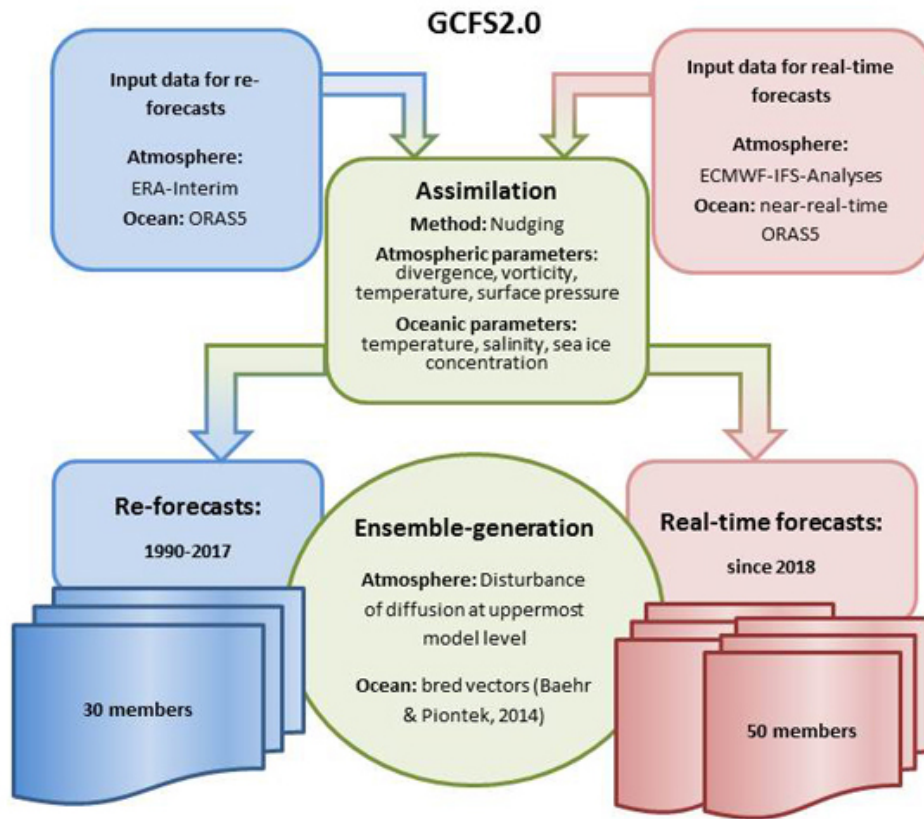 GCFS2.0
Input data for re-
forecasts
Atmosphere:
ERA-Interim
Ocean: ORAS5
Input data for real-time
forecasts
Atmosphere:
ECMWF-IFS-Analyses
Ocean: near-real-time
ORAS5
Assimilation
Method: Nudging
Atmospheric parameters:
divergence, vorticity,
temperature, surface pressure
Oceanic parameters:
temperature, salinity, sea ice
concentration
Re-forecasts:
1990-2017
30 members
Ensemble-generation
Atmosphere: Disturbance
of diffusion at uppermost
model level
Ocean: bred vectors (Baehr
& Piontek, 2014)
Real-time forecasts:
since 2018
50 members